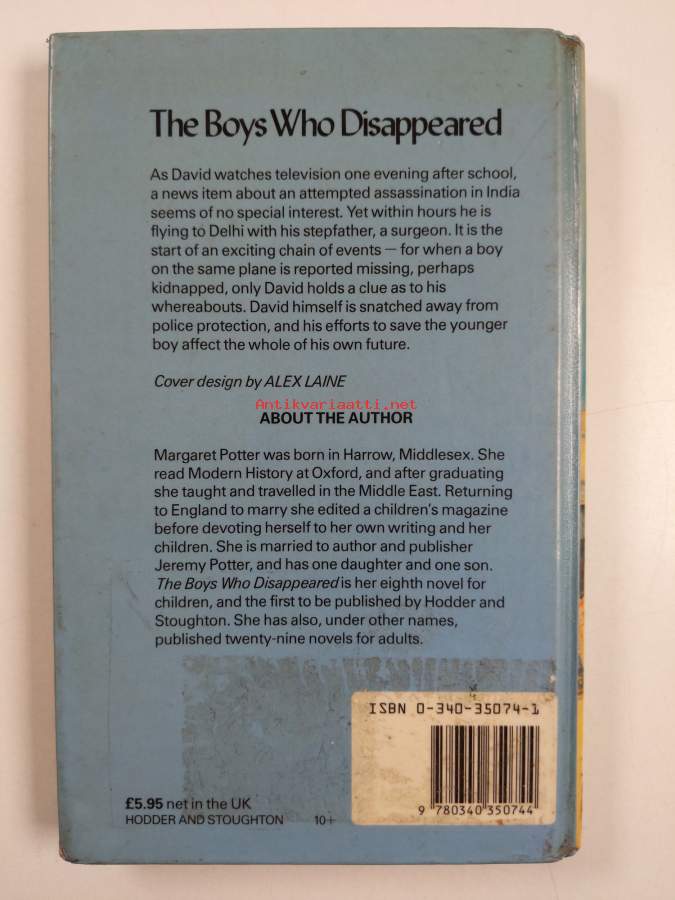 The Boys Who Disappeared
As David watches television one evening after school,
a news item about an attempted assassination in India
seems of no special interest. Yet within hours he is
flying to Delhi with his stepfather, a surgeon. It is the
start of an exciting chain of events — for when a boy
on the same plane is reported missing, perhaps
kidnapped, only David holds a clue as to his
whereabouts. David himself is snatched away from
police protection, and his efforts to save the younger
boy affect the whole of his own future.
Cover design by ALEX LAINE
Antikvariaatti.net
ABOUT THE AUTHOR
Margaret Potter was born in Harrow, Middlesex. She
read Modern History at Oxford, and after graduating
she taught and travelled in the Middle East. Returning
to England to marry she edited a children's magazine
before devoting herself to her own writing and her
children. She is married to author and publisher
Jeremy Potter, and has one daughter and one son.
The Boys Who Disappeared is her eighth novel for
children, and the first to be published by Hodder and
Stoughton. She has also, under other names,
published twenty-nine novels for adults.
ISBN 0-340-35074-1
9 780340 350744
£5.95 net in the UK
HODDER AND STOUGHTON 10+